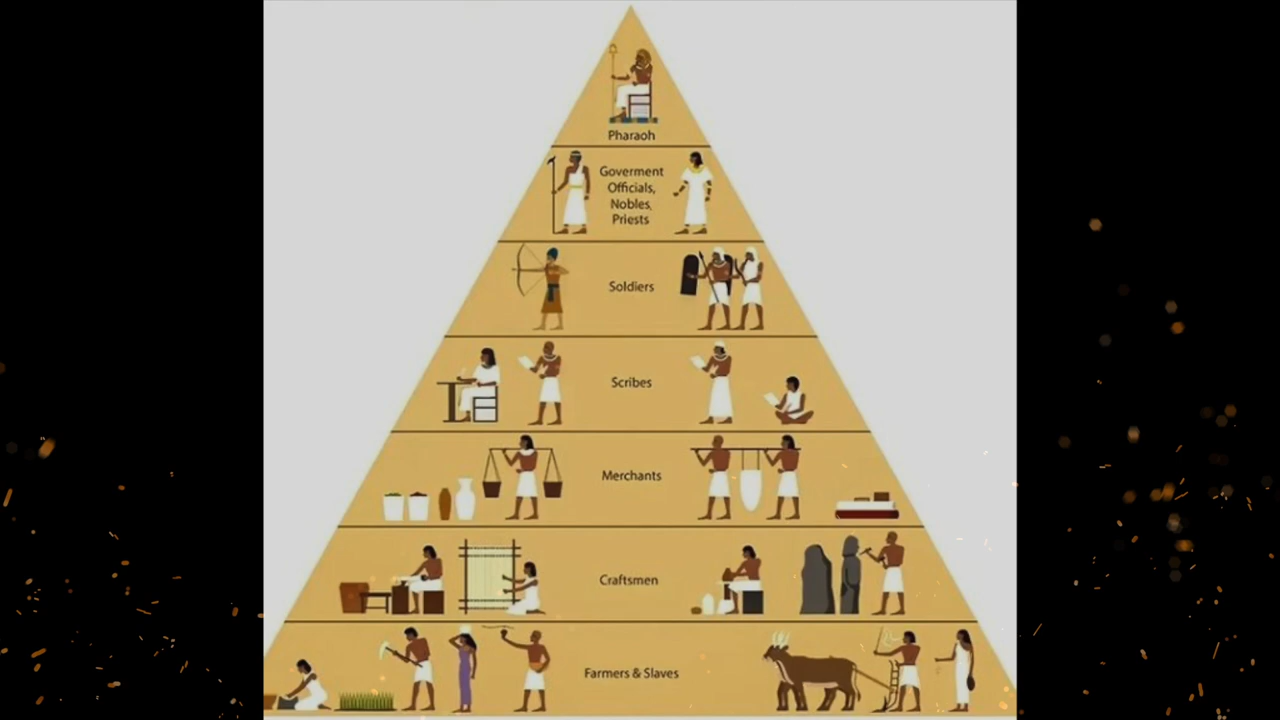 Pharaoh
Goverment
Officials,
Nobles,
Priests
Soldiers
Scribes
Merchants
Craftsmen
Farmers & Slaves